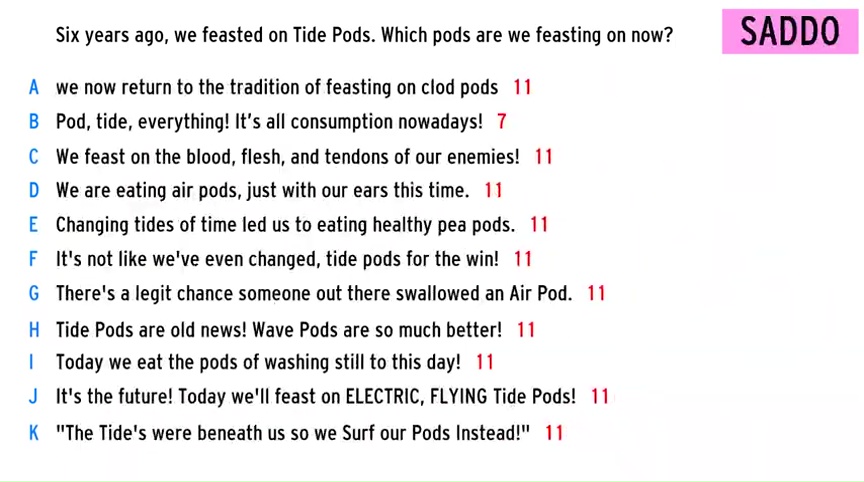 Six years ago, we feasted on Tide Pods. Which pods are we feasting on now?
SADDO
A we now return to the tradition of feasting on clod pods 11
B Pod, tide, everything! It's all consumption nowadays! 7
C We feast on the blood, flesh, and tendons of our enemies! 11
D We are eating air pods, just with our ears this time. 11
E Changing tides of time led us to eating healthy pea pods. 11
F It's not like we've even changed, tide pods for the win! 11
G There's a legit chance someone out there swallowed an Air Pod. 11
H Tide Pods are old news! Wave Pods are so much better! 11
I Today we eat the pods of washing still to this day! 11
J It's the future! Today we'll feast on ELECTRIC, FLYING Tide Pods! 11
K "The Tide's were beneath us so we Surf our Pods Instead!" 11